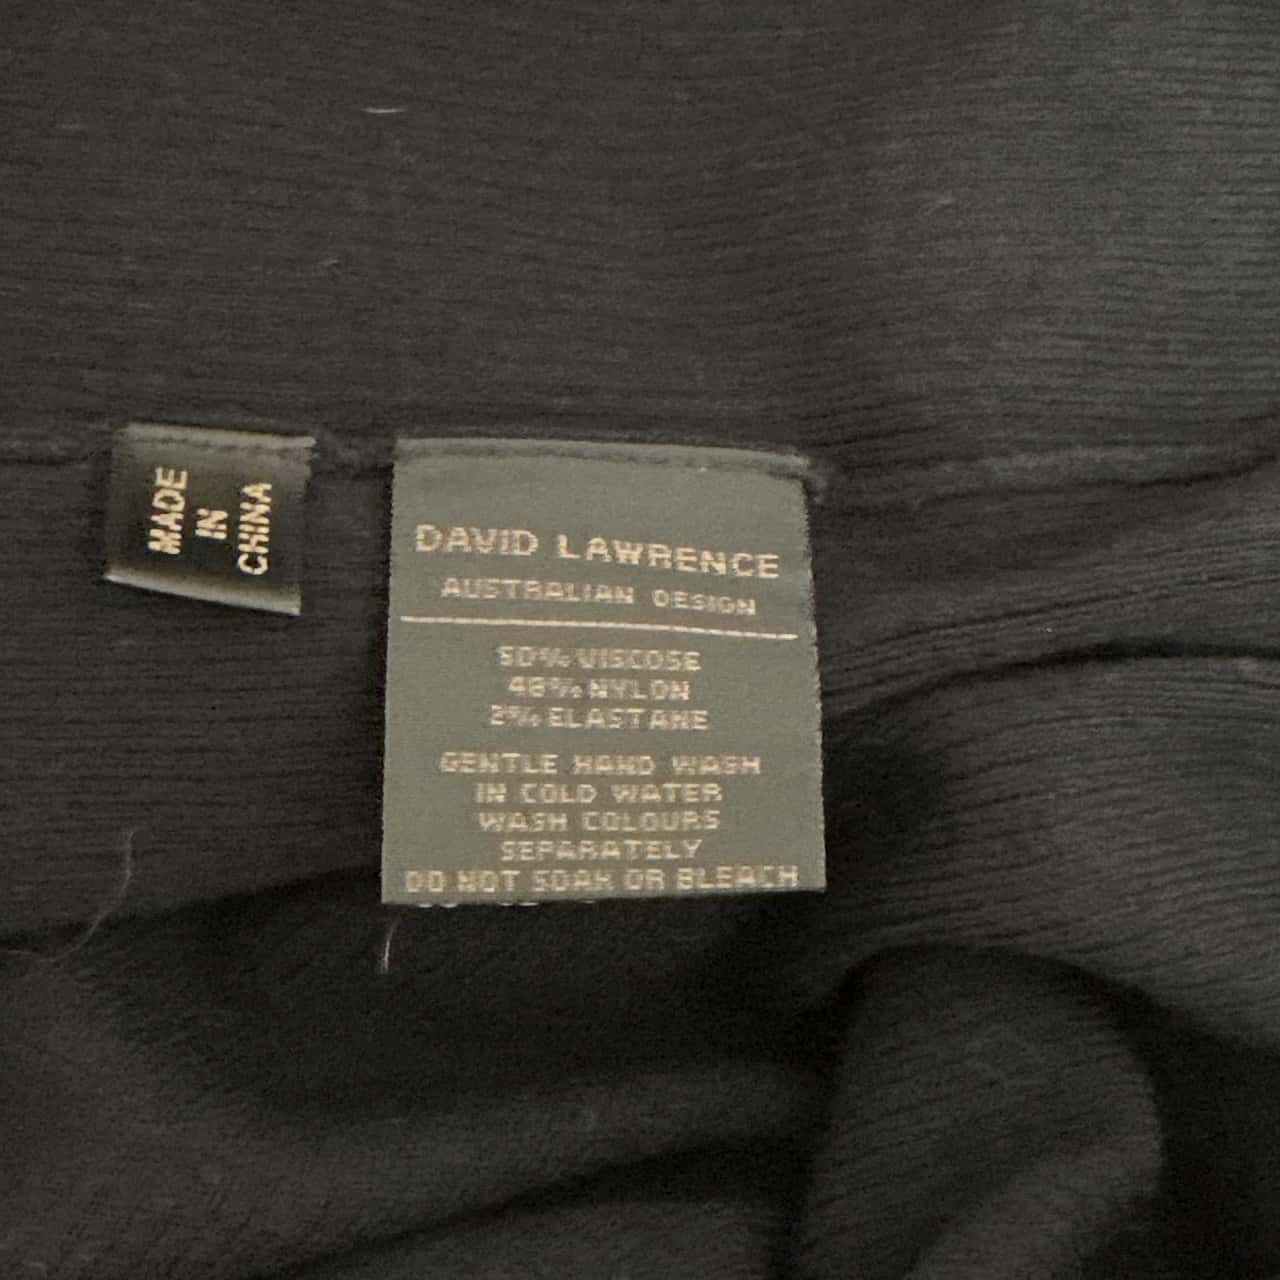 MADE
IN
CHINA
DAVID LAWRENCE
AUSTRALIAN DESIGN
50% VISCOSE
48% NYLON
2% ELASTANE
GENTLE HAND WASH
IN COLD WATER
WASH COLOURS
SEPARATELY
DO NOT SOAK OR BLEACH